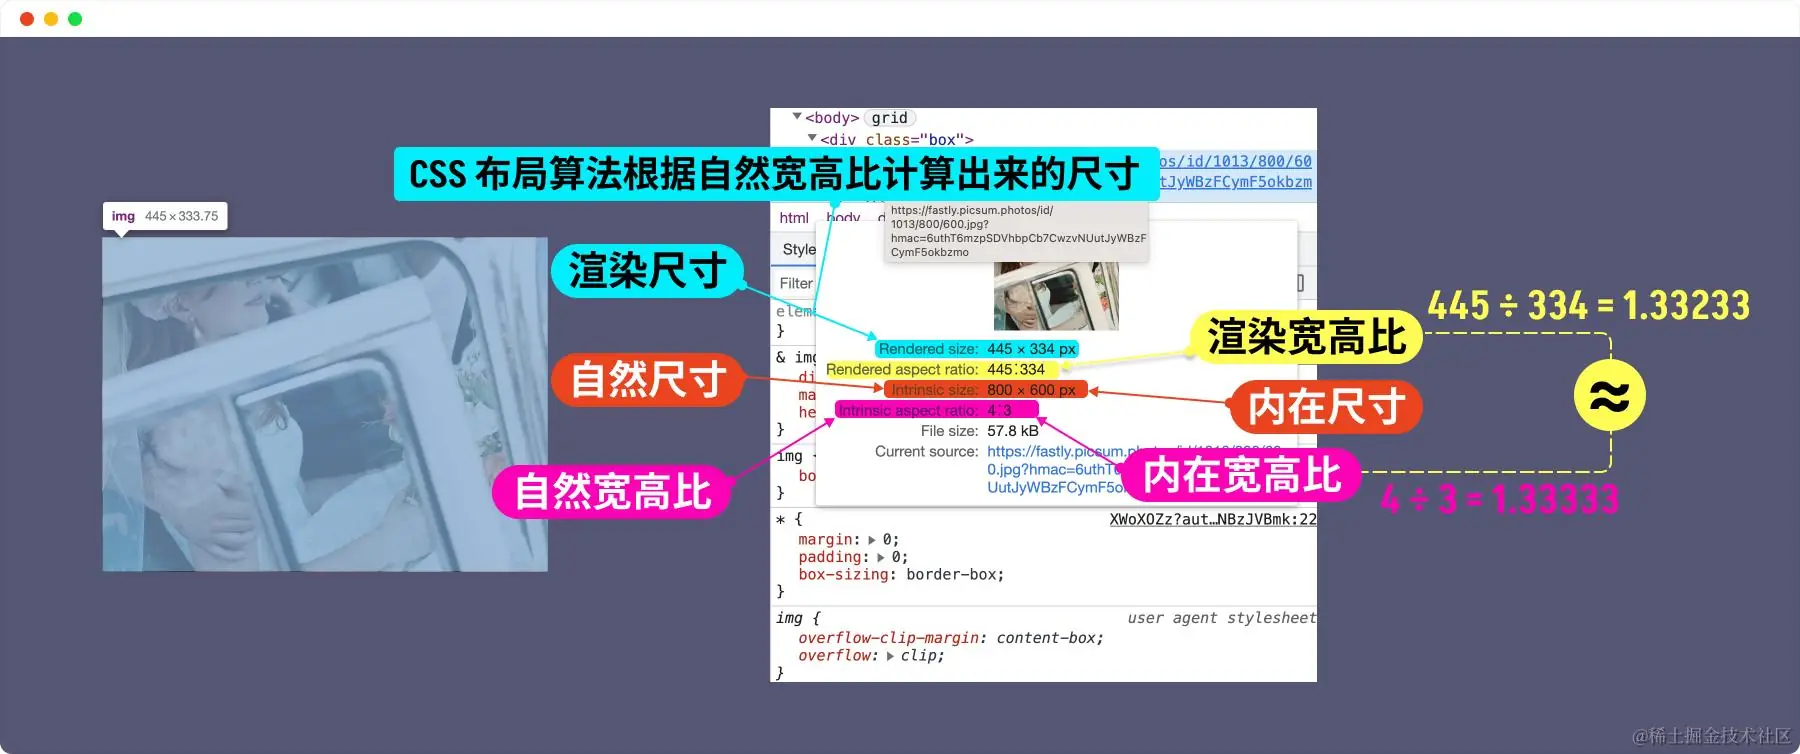 <body> grid
<div class="box">
os/id/1013/800/60
tJyWBzFCymF5okbzm
CSS 布局算法根据自然宽高比计算出来的尺寸
html body
https://fastly.picsum.photos/id/
1013/800/600.jpg?
hmac=6uthT6mzpSDVhbpCb7CwzvNUutJyWBzF
CymF5okbzmo
img 445×333.75
Style
Filter
渲染尺寸
445 ÷ 334 = 1.33233
渲染宽高比
Rendered size: 445 × 334 px
Rendered aspect ratio: 445:334
自然尺寸
Intrinsic size: 800 × 600 px
内在尺寸
≈
Intrinsic aspect ratio: 4:3
File size: 57.8 kB
Current source: https://fastly.picsum.p
0.jpg?hmac=6uthT
UutJyWBzFCymF5o
自然宽高比
内在宽高比
4 ÷ 3 = 1.33333
elem
}
& img
di
ma
he
}
img
bo
}
* {
XWoXOZz?aut…NBzJVBmk:22
margin: 0;
padding: 0;
box-sizing: border-box;
}
img {
user agent stylesheet
overflow-clip-margin: content-box;
overflow: clip;
}
@稀土掘金技术社区